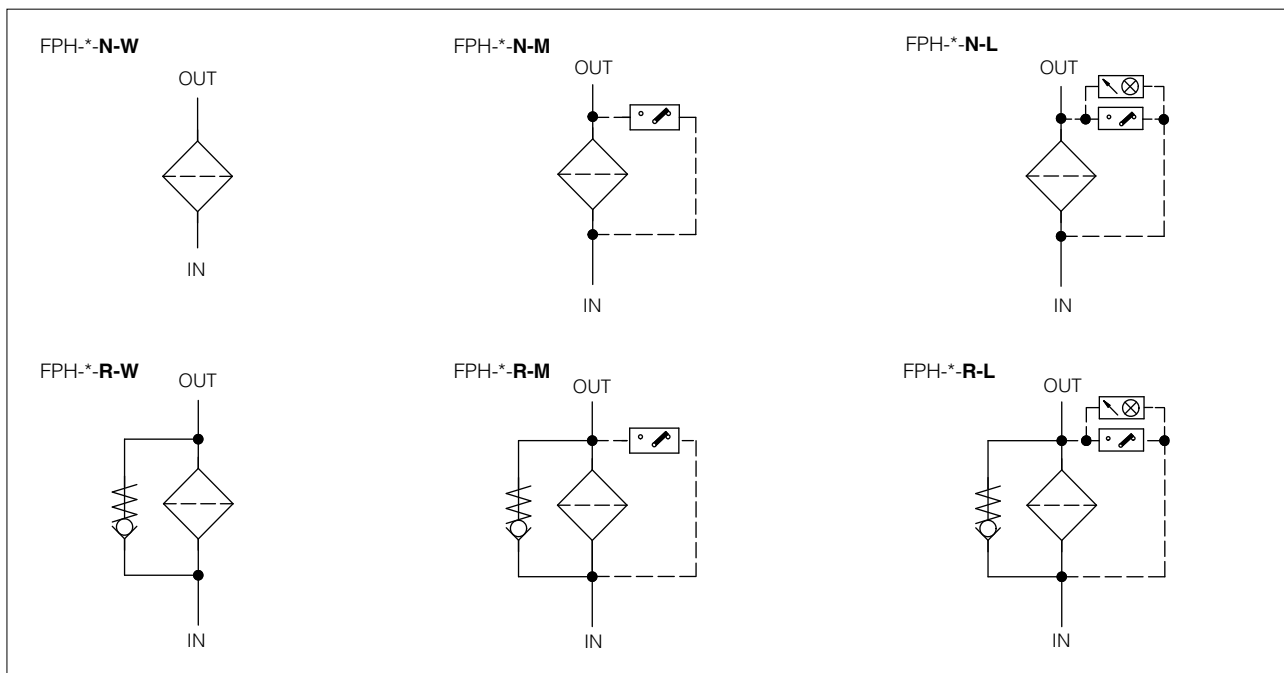 FPH-*-N-W
OUT
IN
FPH-*-N-M
OUT
IN
FPH-*-N-L
OUT
IN
FPH-*-R-W
OUT
IN
FPH-*-R-M
OUT
IN
FPH-*-R-L
OUT
IN